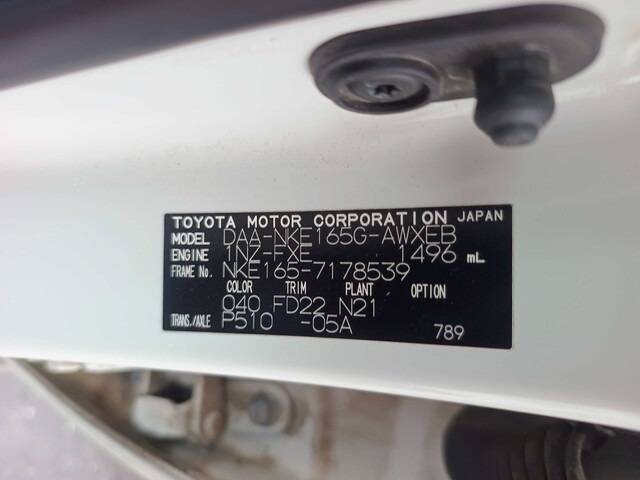 TOYOTA MOTOR CORPORATION JAPAN
MODEL DAA-NKE165G-AWXEB
ENGINE 1NZ-FXE 1496 mL
FRAME No. NKE165-7178539
COLOR TRIM PLANT OPTION
040 FD22 N21
TRANS./AXLE P510 -05A 789